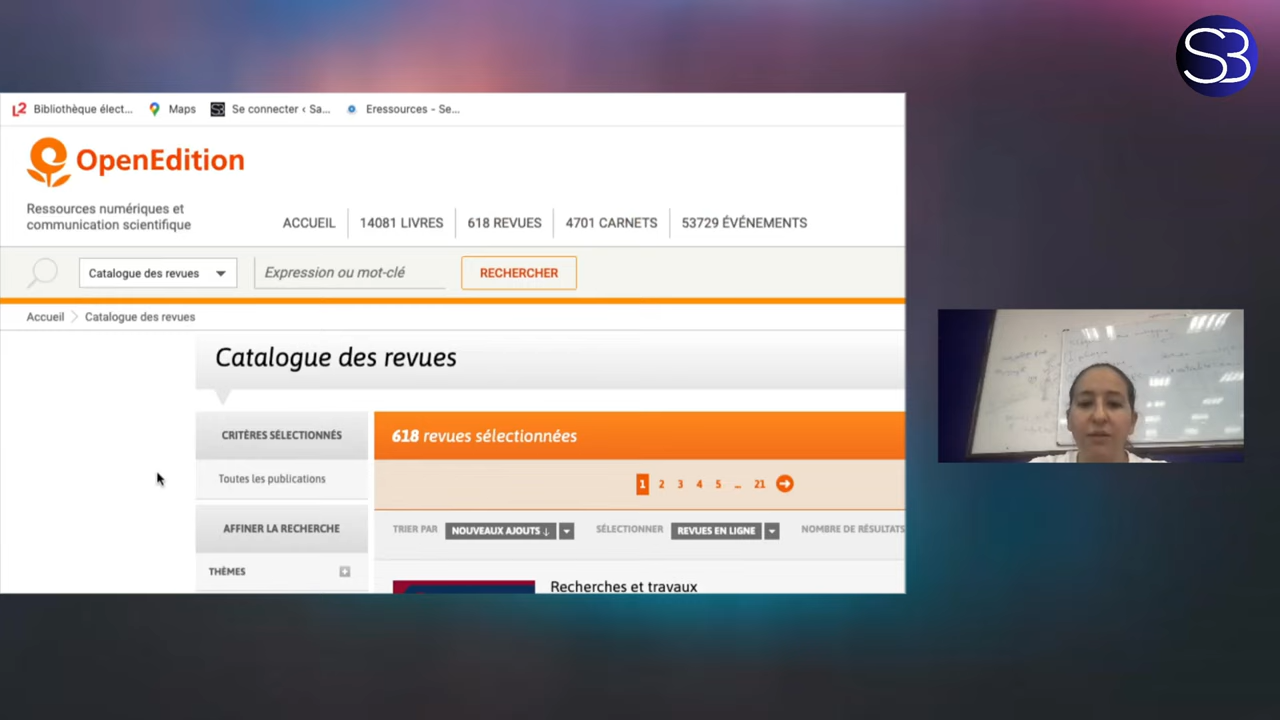 SB
L2 Bibliothèque élect... Maps SB Se connecter ‹ Sa... Eressources - Se...
OpenEdition
Ressources numériques et
communication scientifique
ACCUEIL 14081 LIVRES 618 REVUES 4701 CARNETS 53729 ÉVÉNEMENTS
Catalogue des revues Expression ou mot-clé RECHERCHER
Accueil Catalogue des revues
Catalogue des revues
CRITÈRES SÉLECTIONNÉS
618 revues sélectionnées
Toutes les publications
1 2 3 4 5 ... 21
AFFINER LA RECHERCHE
TRIER PAR NOUVEAUX AJOUTS ↓ SÉLECTIONNER REVUES EN LIGNE NOMBRE DE RÉSULTATS
THÈMES
Recherches et travaux